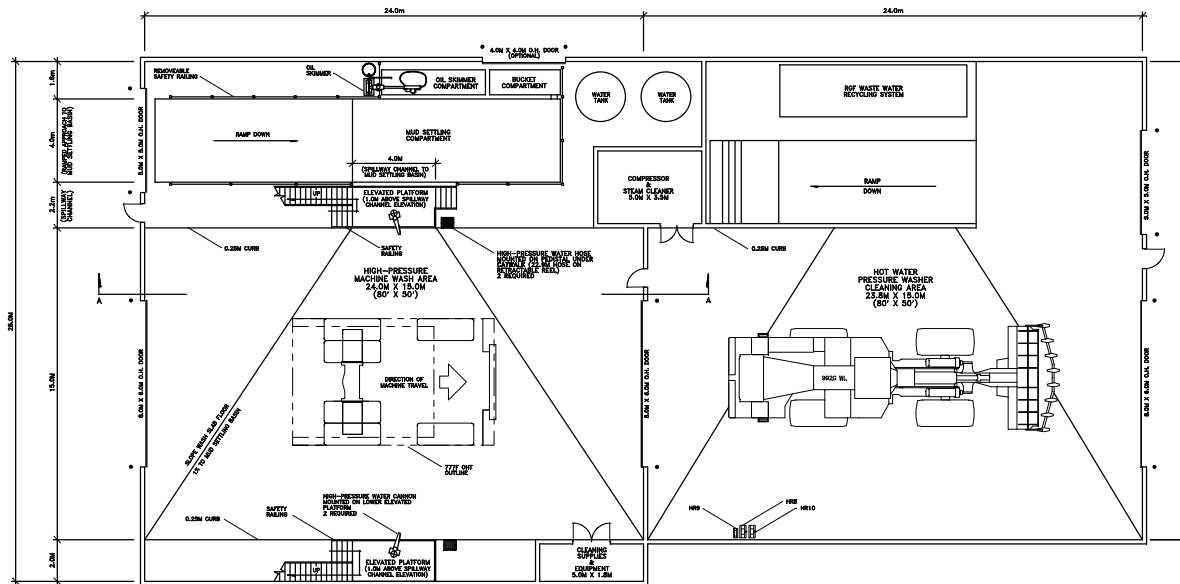 24.0m
24.0m
4.0M X 4.0M O.H. DOOR
(OPTIONAL)
REMOVEABLE
SAFETY RAILING
OIL
SKIMMER
OIL SKIMMER
COMPARTMENT
BUCKET
COMPARTMENT
WATER
TANK
WATER
TANK
RGF WASTE WATER
RECYCLING SYSTEM
1.8m
4.0m
(RAMPED APPROACH TO
MUD SETTLING BASIN)
2.2m
(SPILLWAY
CHANNEL)
15.0M
2.0M
25.0M
5.0M X 5.0M O.H. DOOR
RAMP DOWN
MUD SETTLING
COMPARTMENT
4.0M
(SPILLWAY CHANNEL TO
MUD SETTLING BASIN)
UP
ELEVATED PLATFORM
(1.0M ABOVE SPILLWAY
CHANNEL ELEVATION)
COMPRESSOR
&
STEAM CLEANER
5.0M X 3.5M
RAMP
DOWN
5.0M X 5.0M O.H. DOOR
0.25M CURB
SAFETY
RAILING
HIGH-PRESSURE WATER HOSE
MOUNTED ON PEDISTAL UNDER
CATWALK (22.9M HOSE ON
RETRACTABLE REEL)
2 REQUIRED
0.25M CURB
HIGH-PRESSURE
MACHINE WASH AREA
24.0M X 15.0M
(80' X 50')
HOT WATER
PRESSURE WASHER
CLEANING AREA
23.8M X 15.0M
(80' X 50')
A
A
8.0M X 6.0M O.H. DOOR
DIRECTION OF
MACHINE TRAVEL
8.0M X 6.0M O.H. DOOR
992G WL
8.0M X 6.0M O.H. DOOR
SLOPE WASH SLAB FLOOR
1% TO MUD SETTLING BASIN
777F OHT
OUTLINE
HIGH-PRESSURE WATER CANNON
MOUNTED ON LOWER ELEVATED
PLATFORM
2 REQUIRED
SAFETY
RAILING
0.25M CURB
HR9
HR8
HR10
UP
ELEVATED PLATFORM
(1.0M ABOVE SPILLWAY
CHANNEL ELEVATION)
CLEANING
SUPPLIES
&
EQUIPMENT
5.0M X 1.8M